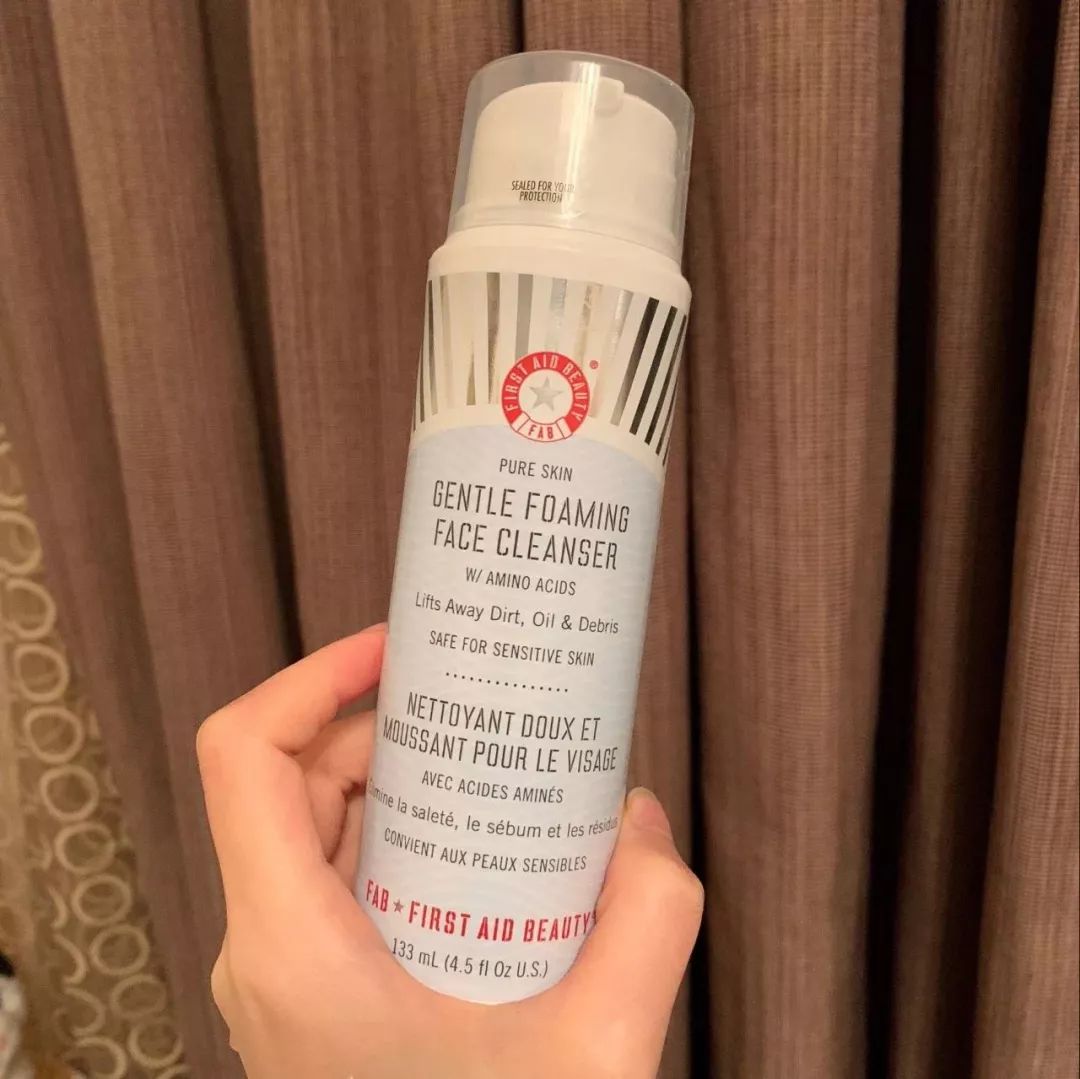 SEALED FOR YOUR
PROTECTION
FIRST AID BEAUTY
®
FAB
PURE SKIN
GENTLE FOAMING
FACE CLEANSER
W/ AMINO ACIDS
Lifts Away Dirt, Oil & Debris
SAFE FOR SENSITIVE SKIN
NETTOYANT DOUX ET
MOUSSANT POUR LE VISAGE
AVEC ACIDES AMINÉS
Élimine la saleté, le sébum et les résidus
CONVIENT AUX PEAUX SENSIBLES
FAB ★ FIRST AID BEAUTY®
133 mL (4.5 fl Oz U.S.)